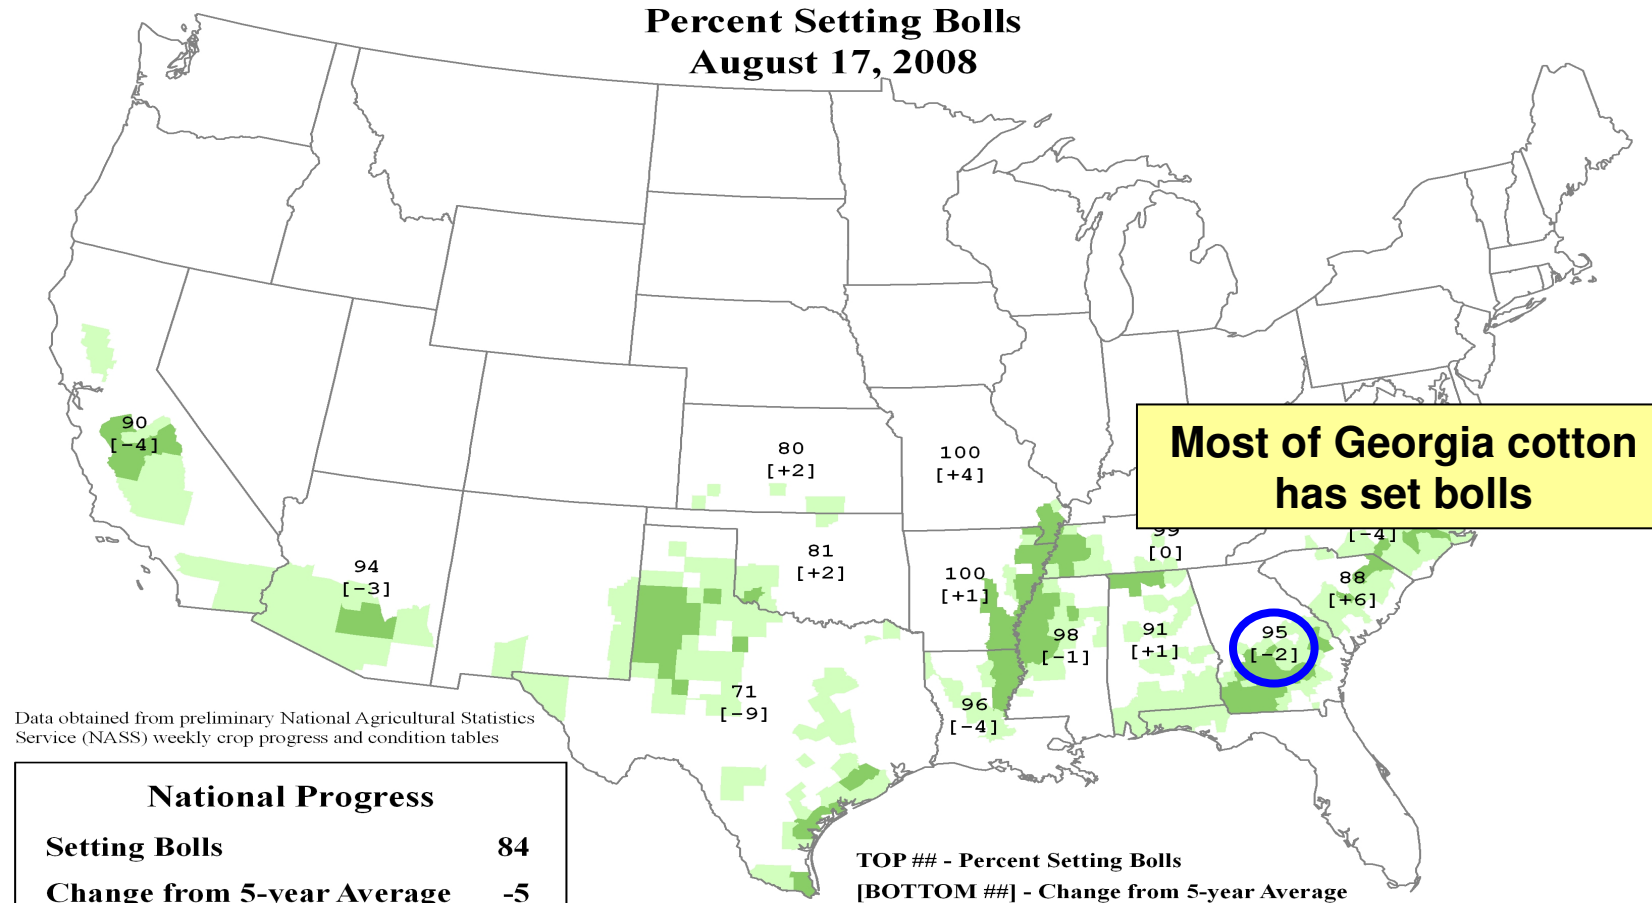 Percent Setting Bolls
August 17, 2008
90
[-4]
80
[+2]
100
[+4]
Most of Georgia cotton
has set bolls
99
[0]
[-4]
94
[-3]
81
[+2]
100
[+1]
88
[+6]
98
[-1]
91
[+1]
95
[-2]
71
[-9]
96
[-4]
Data obtained from preliminary National Agricultural Statistics
Service (NASS) weekly crop progress and condition tables
National Progress
Setting Bolls 84
Change from 5-year Average -5
TOP ## - Percent Setting Bolls
[BOTTOM ##] - Change from 5-year Average